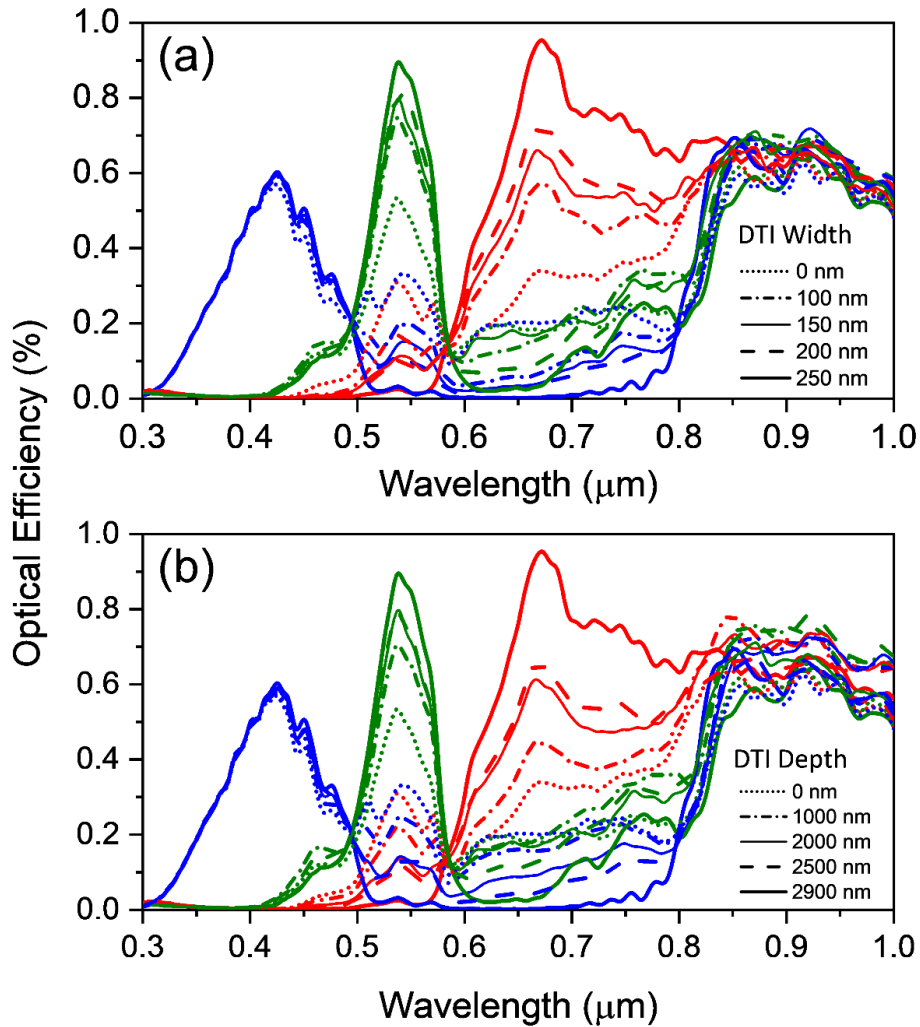 (a)
1.0
0.8
0.6
0.4
0.2
0.0
DTI Width
0 nm
100 nm
150 nm
200 nm
250 nm
0.3 0.4 0.5 0.6 0.7 0.8 0.9 1.0
Wavelength (μm)
Optical Efficiency (%)
(b)
1.0
0.8
0.6
0.4
0.2
0.0
DTI Depth
0 nm
1000 nm
2000 nm
2500 nm
2900 nm
0.3 0.4 0.5 0.6 0.7 0.8 0.9 1.0
Wavelength (μm)